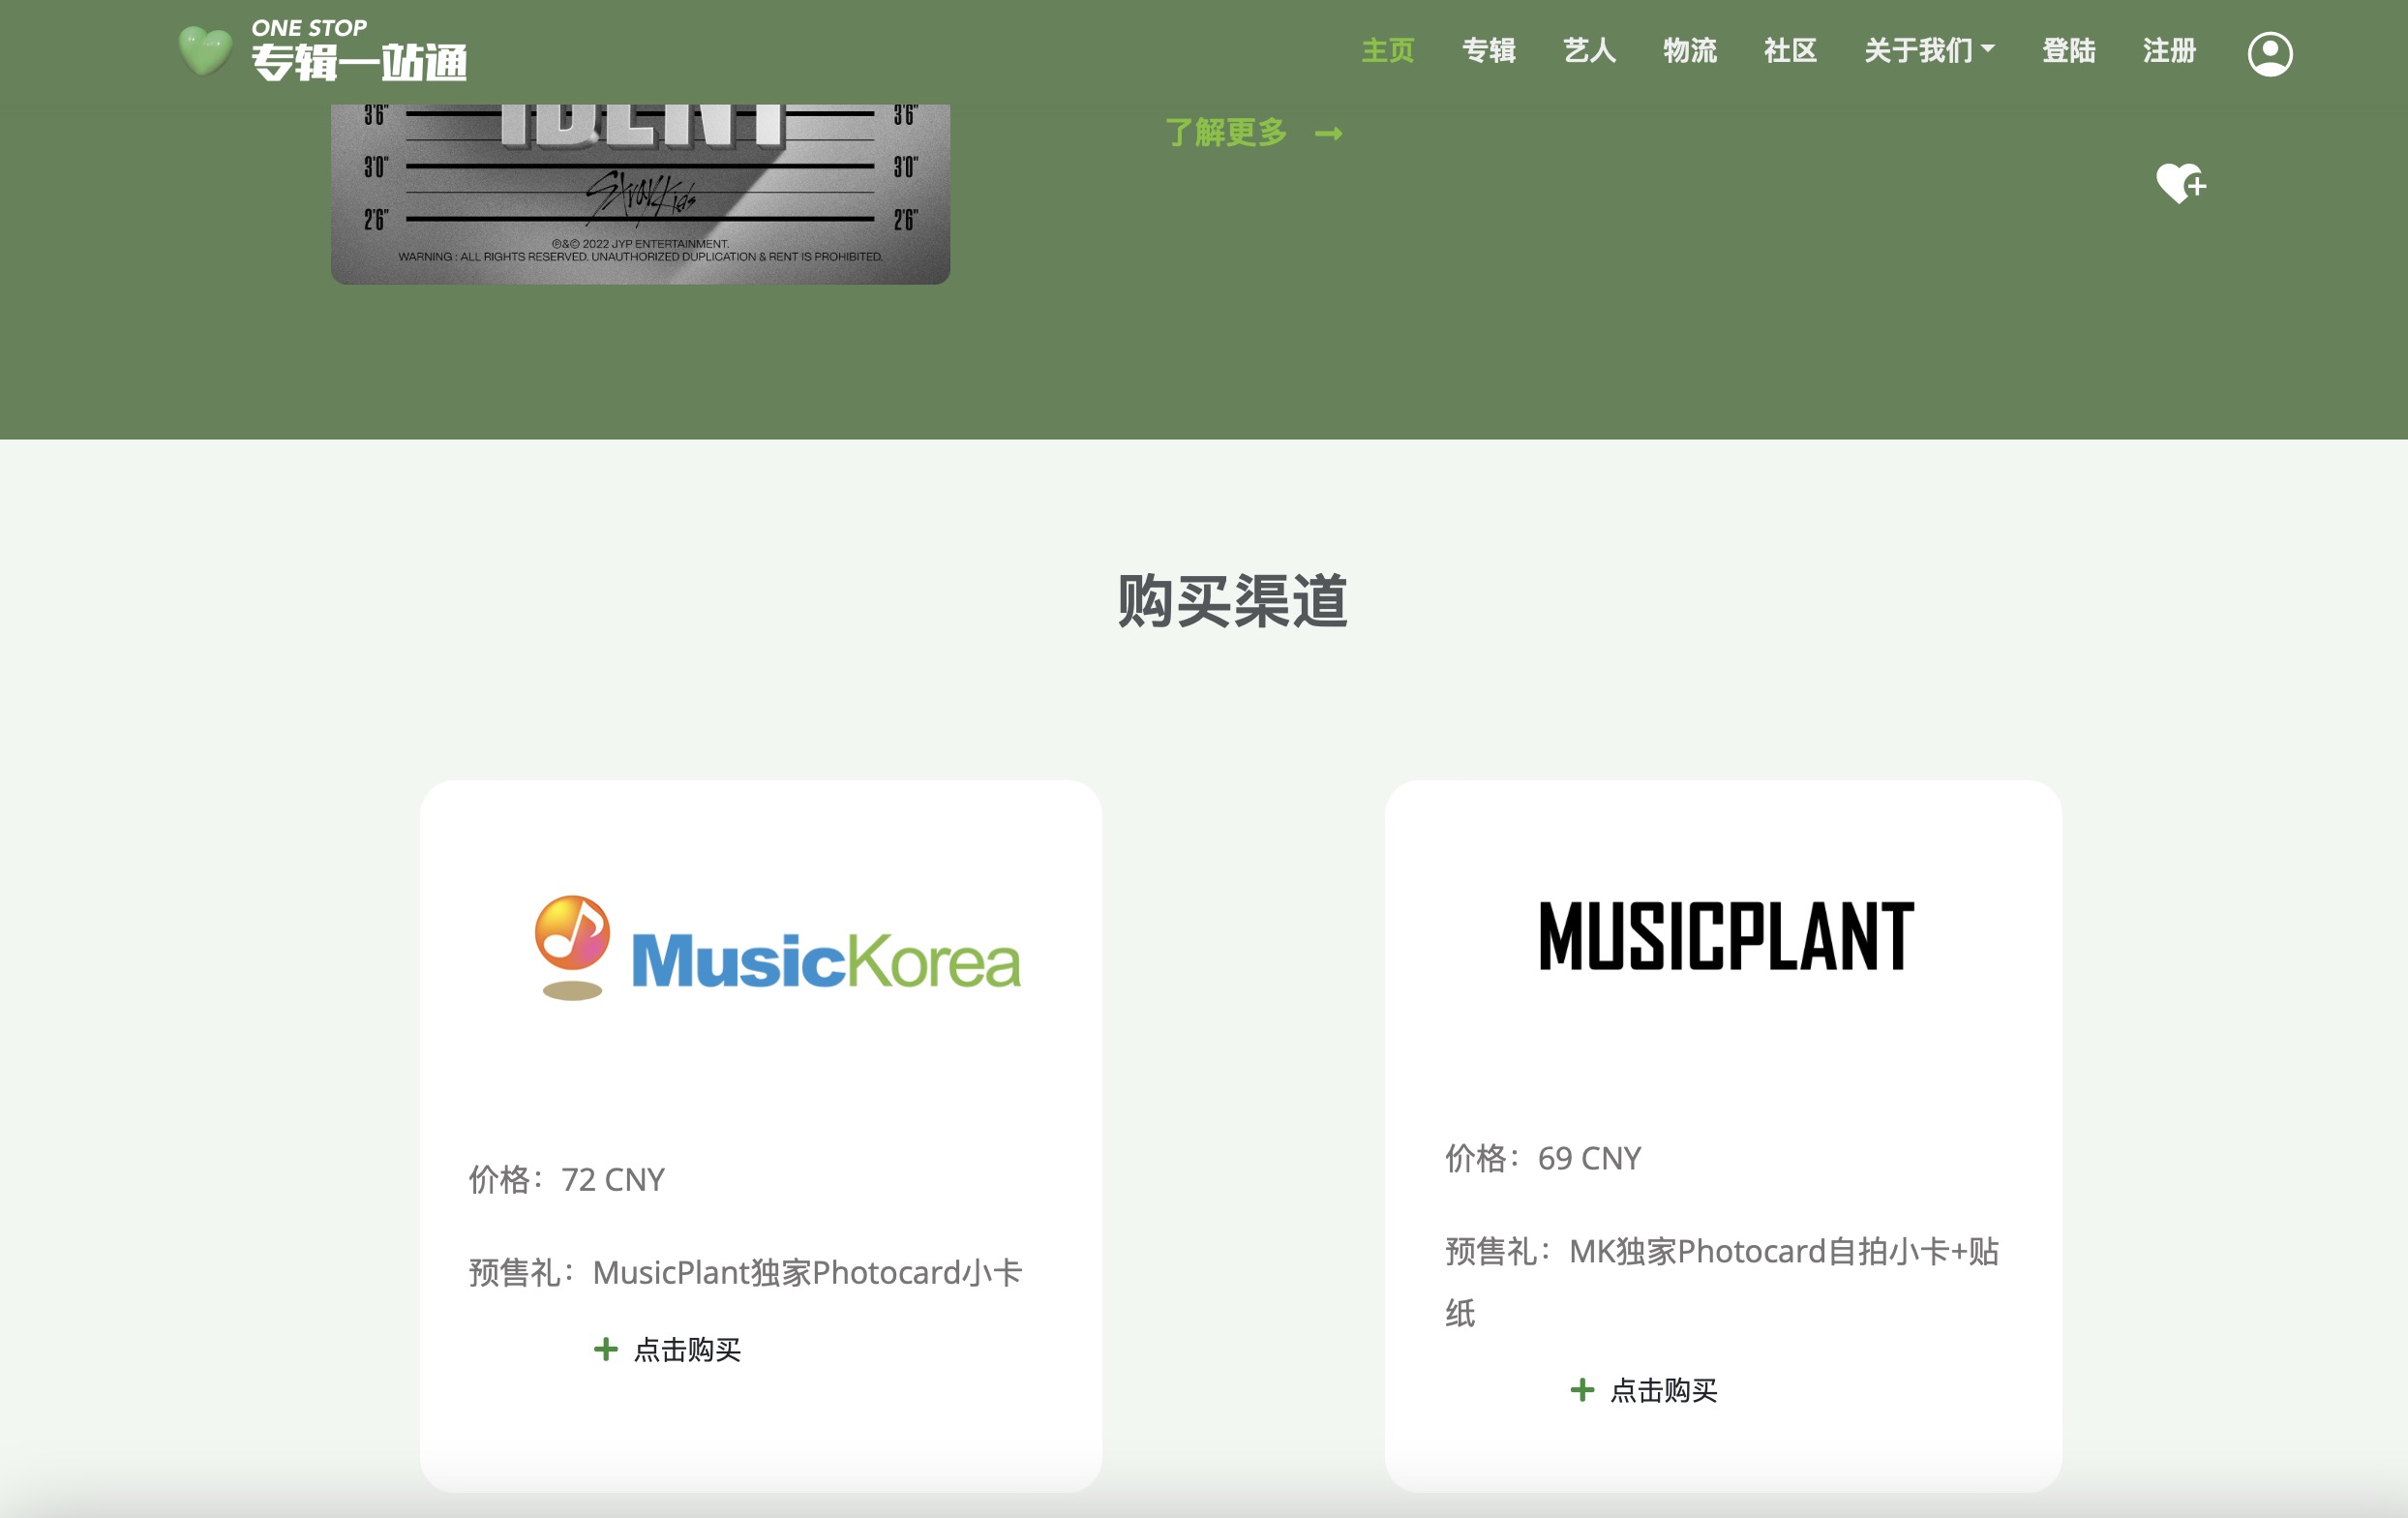 ONE STOP
专辑一站通
主页 专辑 艺人 物流 社区 关于我们 登陆 注册
3'6" 3'6"
了解更多
3'0" 3'0"
Stray Kids
2'6" 2'6"
℗&© 2022 JYP ENTERTAINMENT.
WARNING : ALL RIGHTS RESERVED. UNAUTHORIZED DUPLICATION & RENT IS PROHIBITED.
购买渠道
MusicKorea
价格：72 CNY
预售礼：MusicPlant独家Photocard小卡
点击购买
MUSICPLANT
价格：69 CNY
预售礼：MK独家Photocard自拍小卡+贴
纸
点击购买